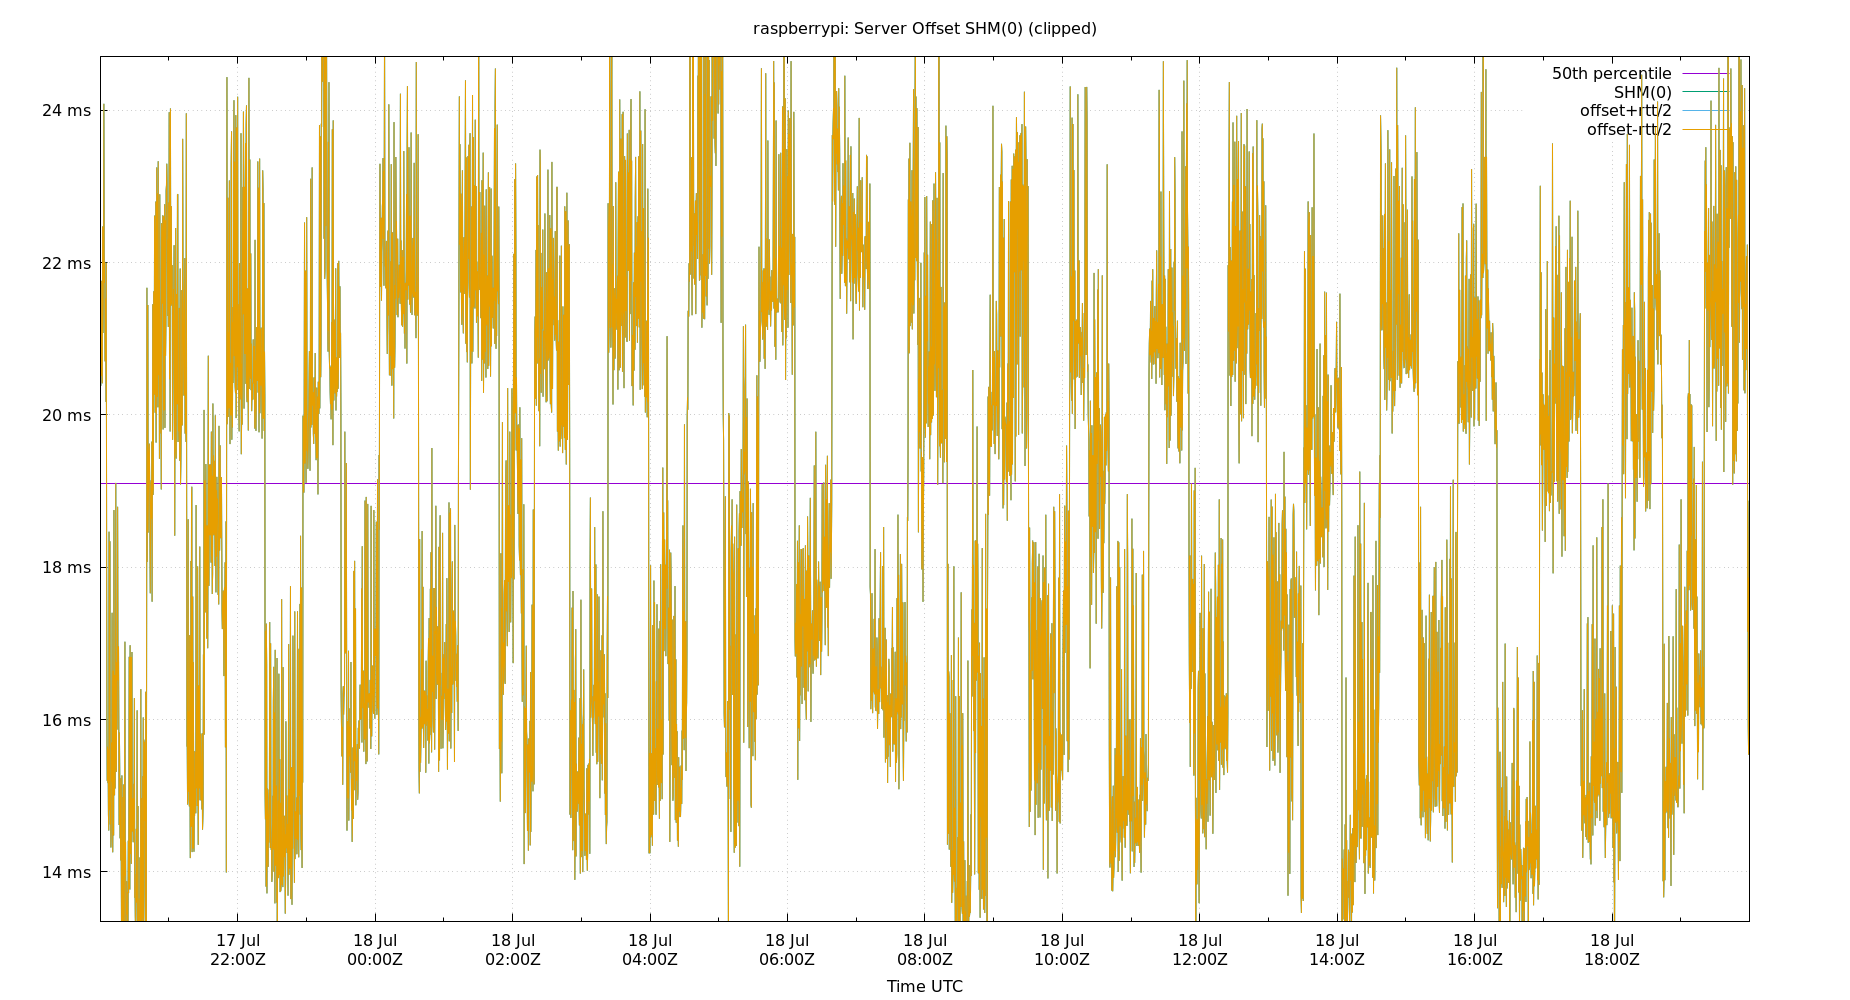 raspberrypi: Server Offset SHM(0) (clipped)
50th percentile
SHM(0)
offset+rtt/2
offset-rtt/2
24 ms
22 ms
20 ms
18 ms
16 ms
14 ms
17 Jul 18 Jul 18 Jul 18 Jul 18 Jul 18 Jul 18 Jul 18 Jul 18 Jul 18 Jul 18 Jul
22:00Z 00:00Z 02:00Z 04:00Z 06:00Z 08:00Z 10:00Z 12:00Z 14:00Z 16:00Z 18:00Z
Time UTC